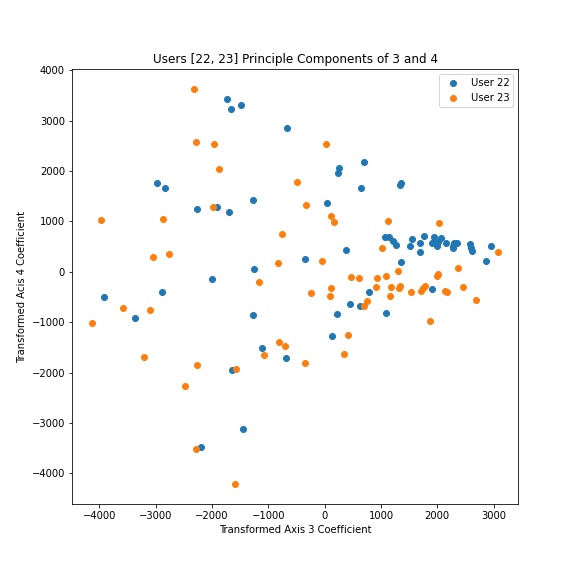 Users [22, 23] Principle Components of 3 and 4
User 22
User 23
4000
3000
2000
1000
0
−1000
−2000
−3000
−4000
Transformed Acis 4 Coefficient
−4000 −3000 −2000 −1000 0 1000 2000 3000
Transformed Axis 3 Coefficient